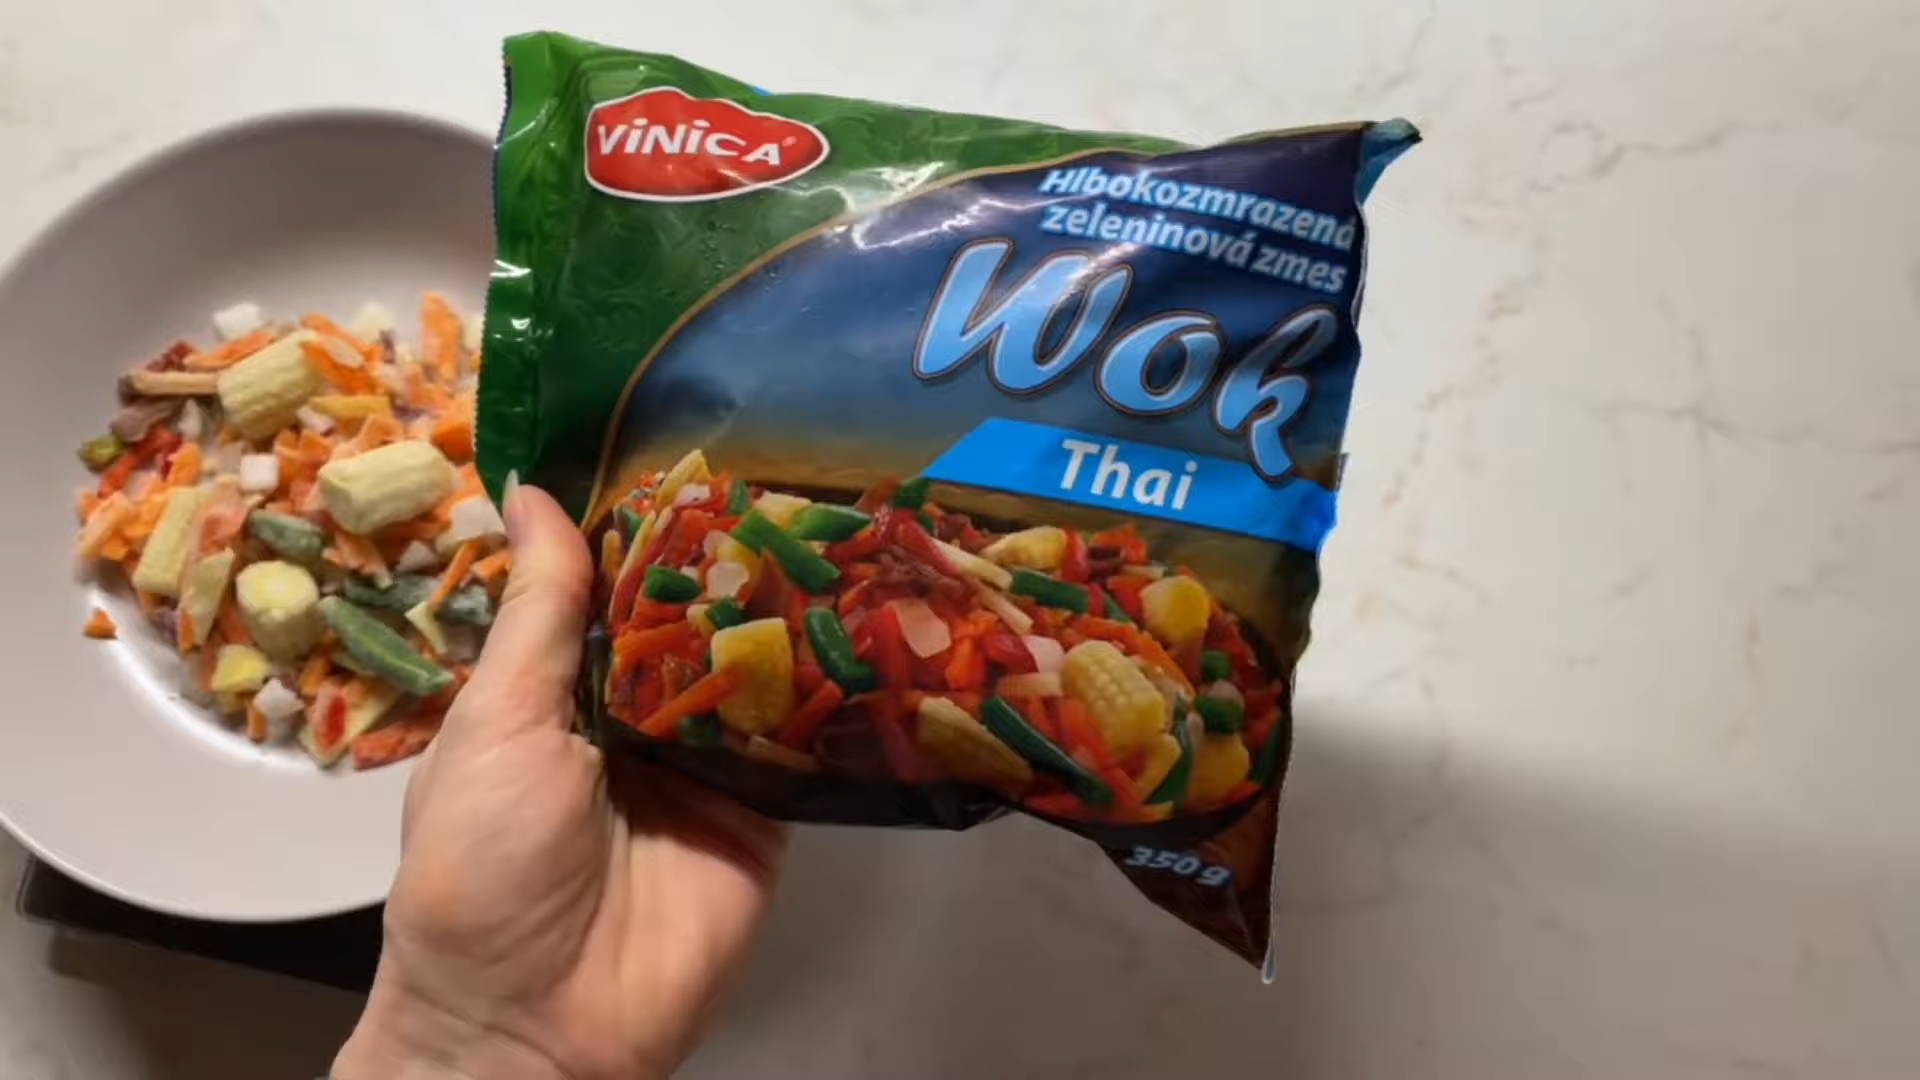 ViNiCA®
Hlbokozmrazená
zeleninová zmes
Wok
Thai
350 g